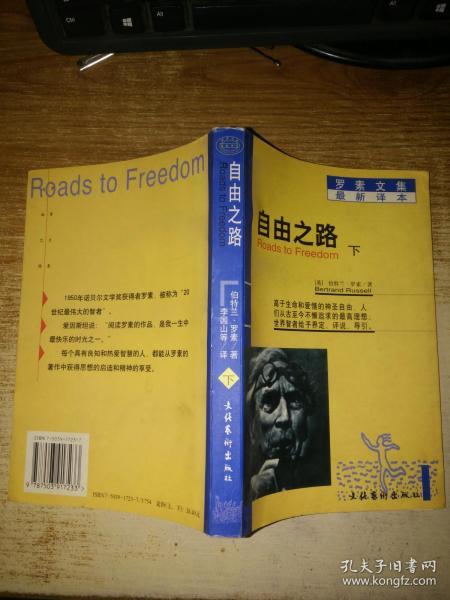 Roads to Freedom
1950年诺贝尔文学奖获得者罗素,被称为“20
世纪最伟大的智者”。
爱因斯坦说:“阅读罗素的作品,是我一生中
最快乐的时光之一。”
每个具有良知和热爱智慧的人,都能从罗素的
著作中获得思想的启迪和精神的享受。
9787503917233
自由之路
Roads to Freedom
伯特兰·罗素/著
李国山等/译
下
文化艺术出版社
罗素文集
最新译本
自由之路 下
Roads to Freedom
[英] 伯特兰·罗素/著
Bertrand Russell
高于生命和爱情的神圣自由,人
们从古至今不懈追求的最高理想;
世界智者给予界定、评说、导引。
文化艺术出版社
孔夫子旧书网
www.kongfz.com